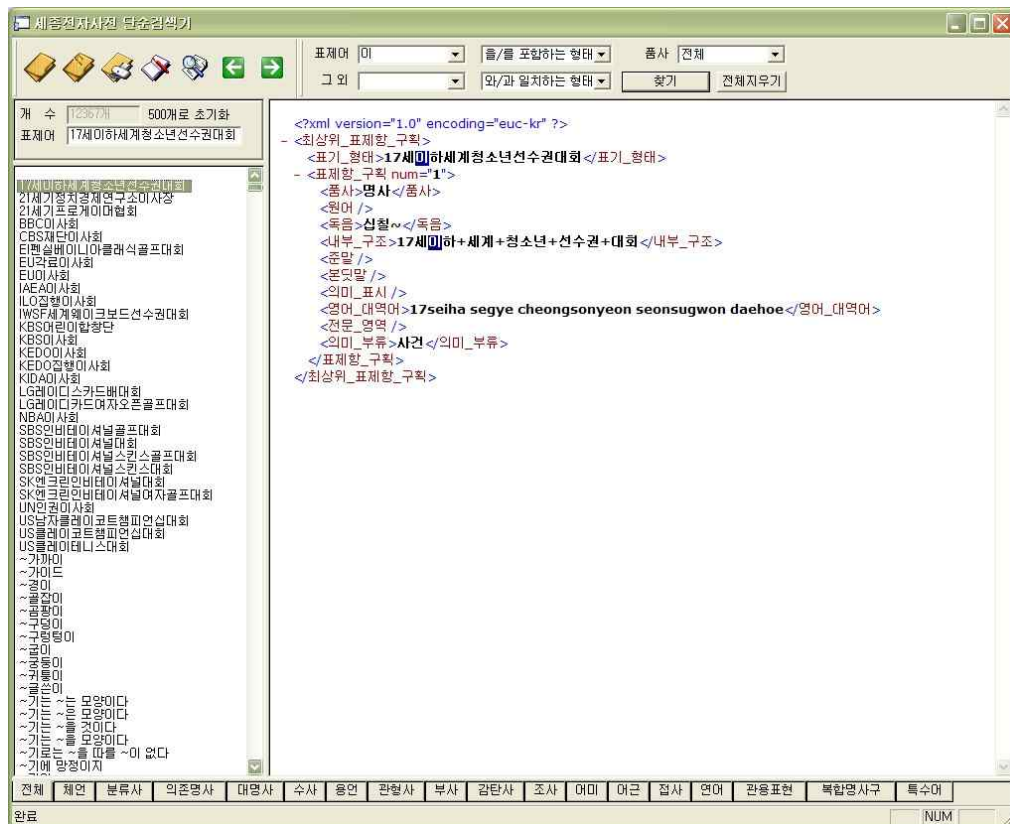 세종전자사전 단순검색기
표제어 이 을/를 포함하는 형태 품사 전체
그 외 와/과 일치하는 형태 찾기 전체지우기
개 수 12367개 500개로 초기화
표제어 17세이하세계청소년선수권대회
17세이하세계청소년선수권대회
21세기정치경제연구소이사장
21세기프로게이머협회
BBC이사회
CBS재단이사회
E1펜실베이니아클래식골프대회
EU각료이사회
EU이사회
IAEA이사회
ILO집행이사회
IWSF세계웨이크보드선수권대회
KBS어린이합창단
KBS이사회
KEDO이사회
KEDO집행이사회
KIDA이사회
LG레이디스카드배대회
LG레이디카드여자오픈골프대회
NBA이사회
SBS인비테이셔널골프대회
SBS인비테이셔널대회
SBS인비테이셔널스킨스골프대회
SBS인비테이셔널스킨스대회
SK엔크린인비테이셔널대회
SK엔크린인비테이셔널여자골프대회
UN인권이사회
US남자클레이코트챔피언십대회
US클레이코트챔피언십대회
US클레이테니스대회
~가까이
~가이드
~경이
~골잡이
~곰팡이
~구덩이
~구렁텅이
~굽이
~궁둥이
~귀퉁이
~글쓴이
~기는 ~는 모양이다
~기는 ~은 모양이다
~기는 ~을 것이다
~기는 ~을 모양이다
~기로는 ~을 따를 ~이 없다
~기에 망정이지
<?xml version="1.0" encoding="euc-kr" ?>
- <최상위_표제항_구획>
<표기_형태>17세이하세계청소년선수권대회</표기_형태>
- <표제항_구획 num="1">
<품사>명사</품사>
<원어 />
<독음>십칠~</독음>
<내부_구조>17세이하+세계+청소년+선수권+대회</내부_구조>
<준말 />
<본딧말 />
<의미_표시 />
<영어_대역어>17seiha segye cheongsonyeon seonsugwon daehoe</영어_대역어>
<전문_영역 />
<의미_부류>사건</의미_부류>
</표제항_구획>
</최상위_표제항_구획>
전체 체언 분류사 의존명사 대명사 수사 용언 관형사 부사 감탄사 조사 어미 어근 접사 연어 관용표현 복합명사구 특수어
완료 NUM